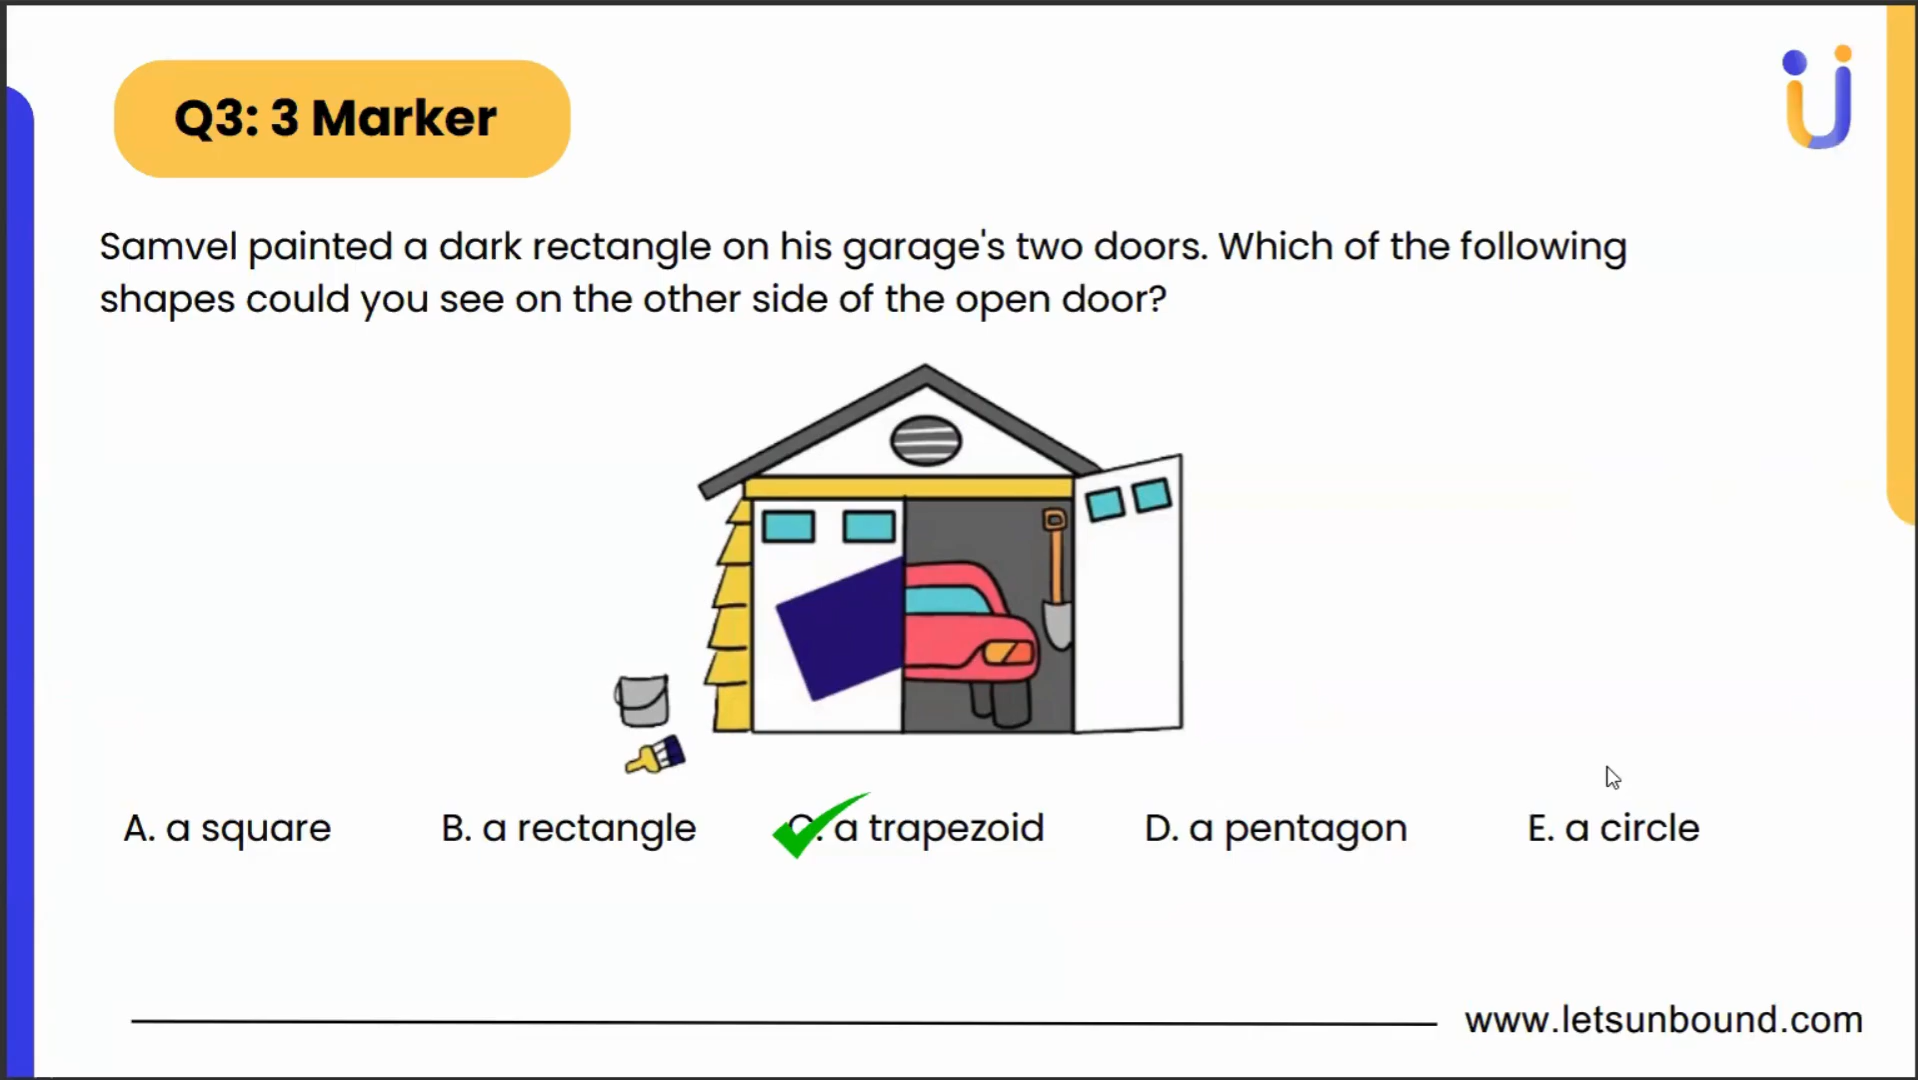 Q3: 3 Marker
Samvel painted a dark rectangle on his garage's two doors. Which of the following
shapes could you see on the other side of the open door?
A. a square B. a rectangle C. a trapezoid D. a pentagon E. a circle
www.letsunbound.com